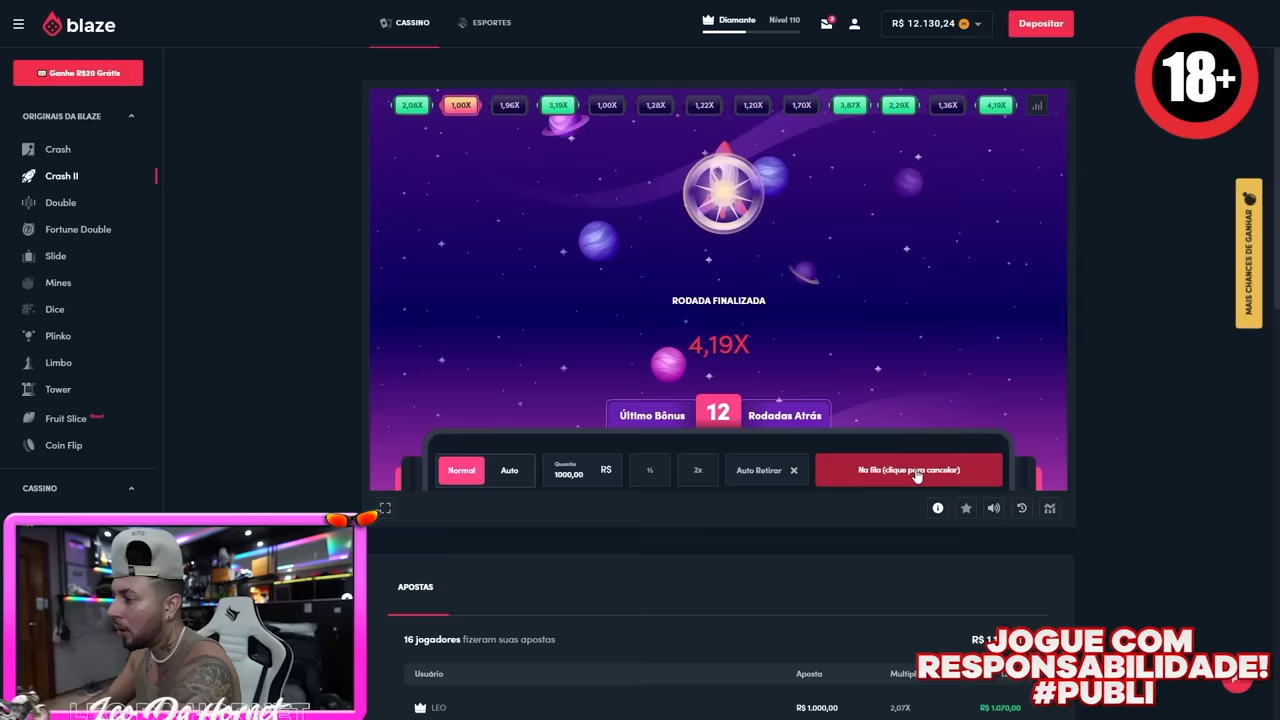 blaze
CASSINO
ESPORTES
Diamante Nível 110
R$ 12.130,24
Depositar
18+
Ganhe R$20 Grátis
ORIGINAIS DA BLAZE
Crash
Crash II
Double
Fortune Double
Slide
Mines
Dice
Plinko
Limbo
Tower
Fruit Slice New!
Coin Flip
CASSINO
2,08X 1,00X 1,96X 3,19X 1,00X 1,28X 1,22X 1,20X 1,70X 3,87X 2,29X 1,36X 4,19X
RODADA FINALIZADA
4,19X
Último Bônus 12 Rodadas Atrás
Normal Auto
Quantia
1000,00 R$
½ 2x
Auto Retirar
Na fila (clique para cancelar)
MAIS CHANCES DE GANHAR
APOSTAS
16 jogadores fizeram suas apostas
Usuário Aposta
LEO R$ 1.000,00 2,07X R$ 1.070,00
Leo Da Hornet
JOGUE COM
RESPONSABILIDADE!
#PUBLI